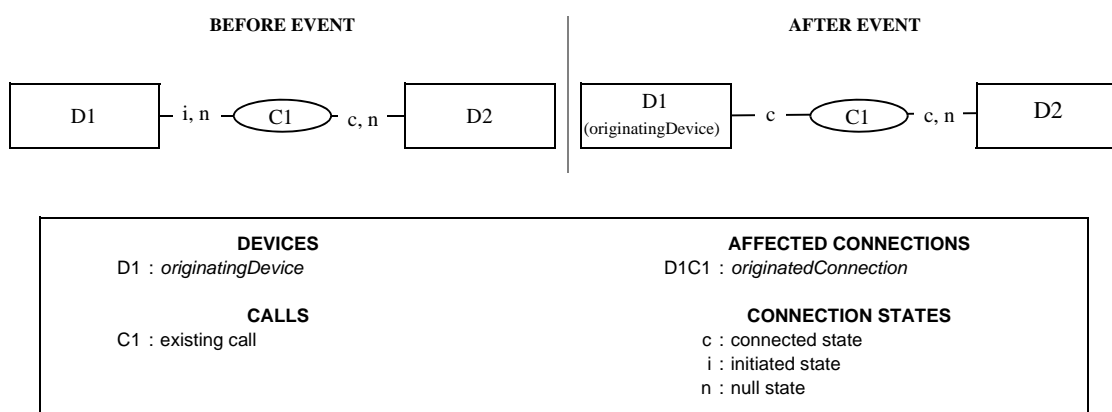 BEFORE EVENT
AFTER EVENT
D1
i, n
C1
c, n
D2
D1
(originatingDevice)
c
C1
c, n
D2
DEVICES
D1 : originatingDevice
AFFECTED CONNECTIONS
D1C1 : originatedConnection
CALLS
C1 : existing call
CONNECTION STATES
c : connected state
i : initiated state
n : null state